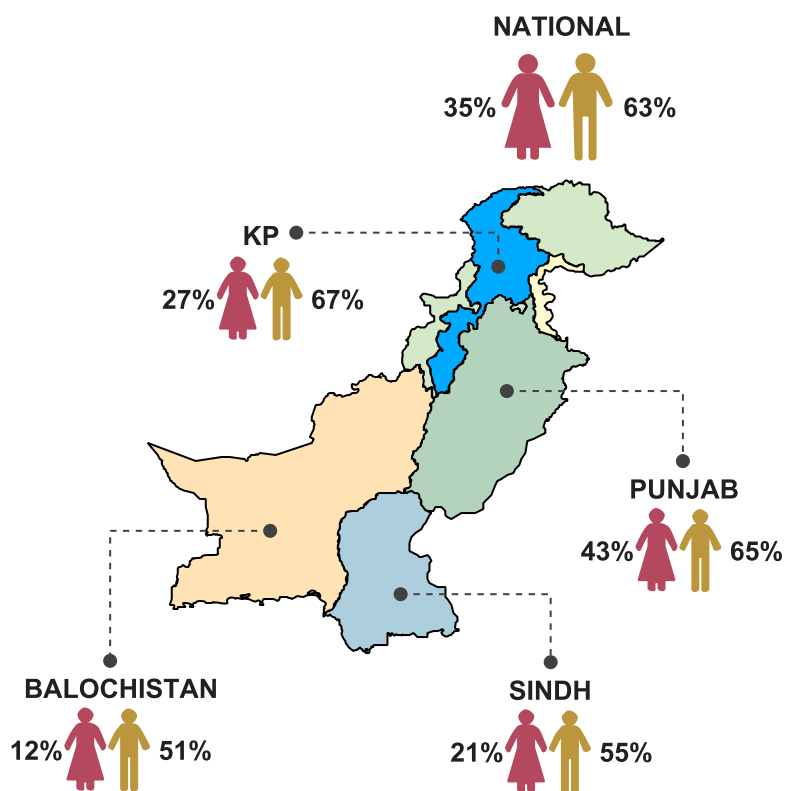 NATIONAL
35% 63%
KP
27% 67%
PUNJAB
43% 65%
BALOCHISTAN
12% 51%
SINDH
21% 55%